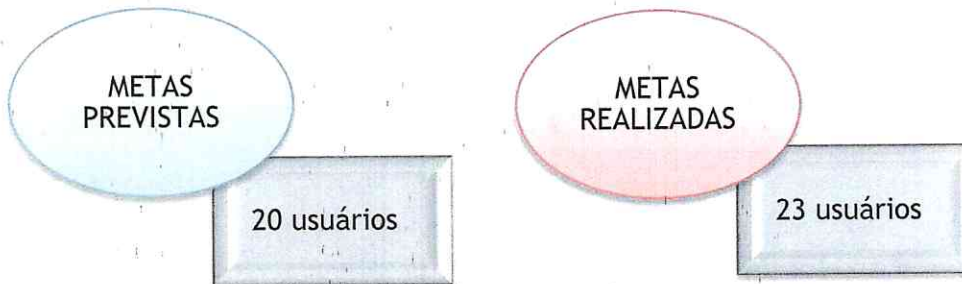 METAS
PREVISTAS
20 usuários
METAS
REALIZADAS
23 usuários